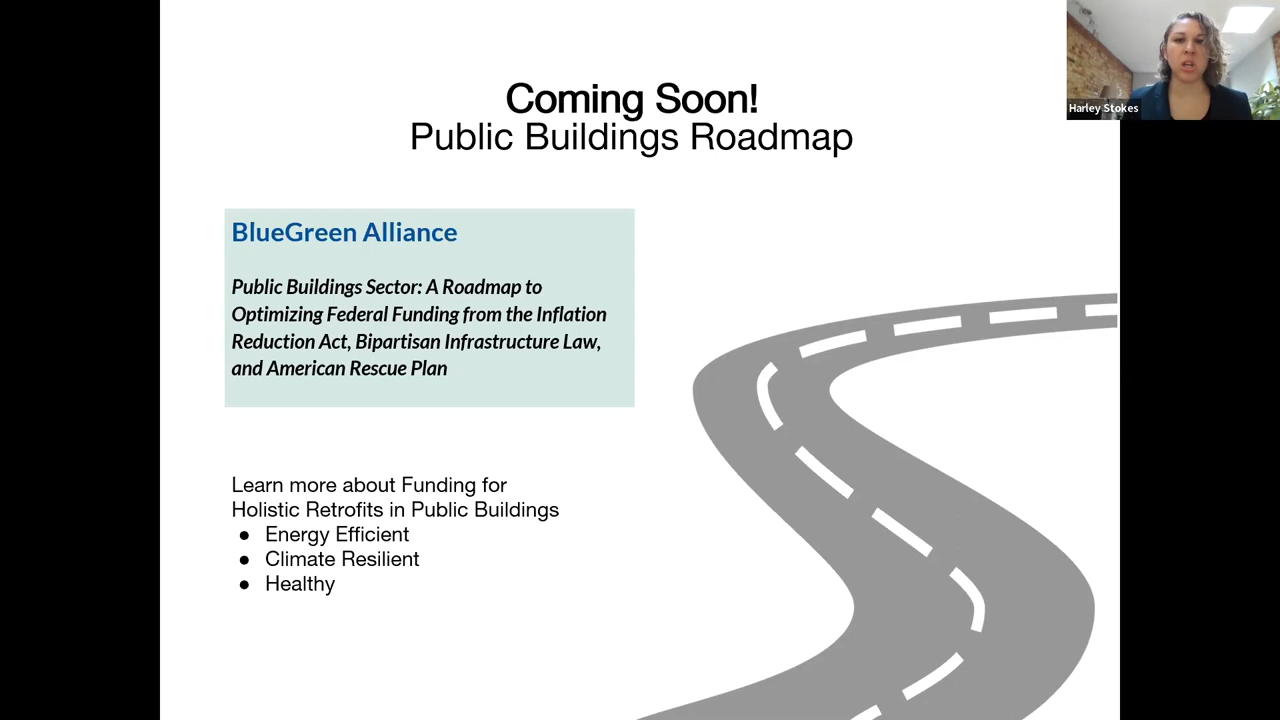 Coming Soon!
Public Buildings Roadmap
Harley Stokes
BlueGreen Alliance
Public Buildings Sector: A Roadmap to
Optimizing Federal Funding from the Inflation
Reduction Act, Bipartisan Infrastructure Law,
and American Rescue Plan
Learn more about Funding for
Holistic Retrofits in Public Buildings
● Energy Efficient
● Climate Resilient
● Healthy